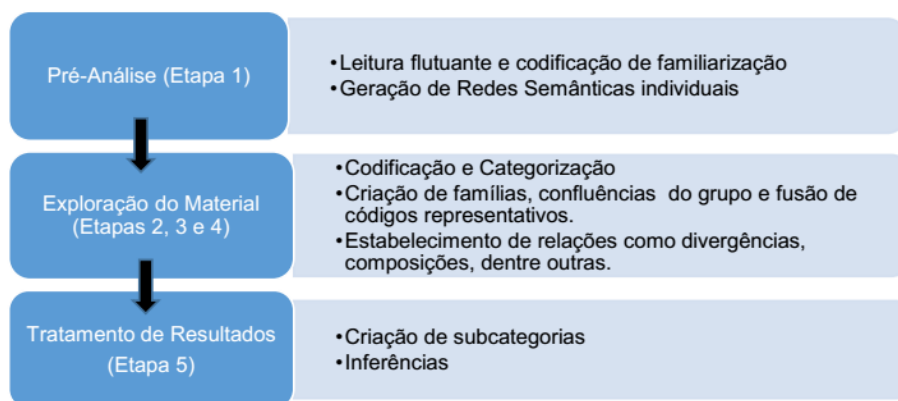 Pré-Análise (Etapa 1)
•Leitura flutuante e codificação de familiarização
•Geração de Redes Semânticas individuais
Exploração do Material
(Etapas 2, 3 e 4)
•Codificação e Categorização
•Criação de famílias, confluências do grupo e fusão de
códigos representativos.
•Estabelecimento de relações como divergências,
composições, dentre outras.
Tratamento de Resultados
(Etapa 5)
•Criação de subcategorias
•Inferências